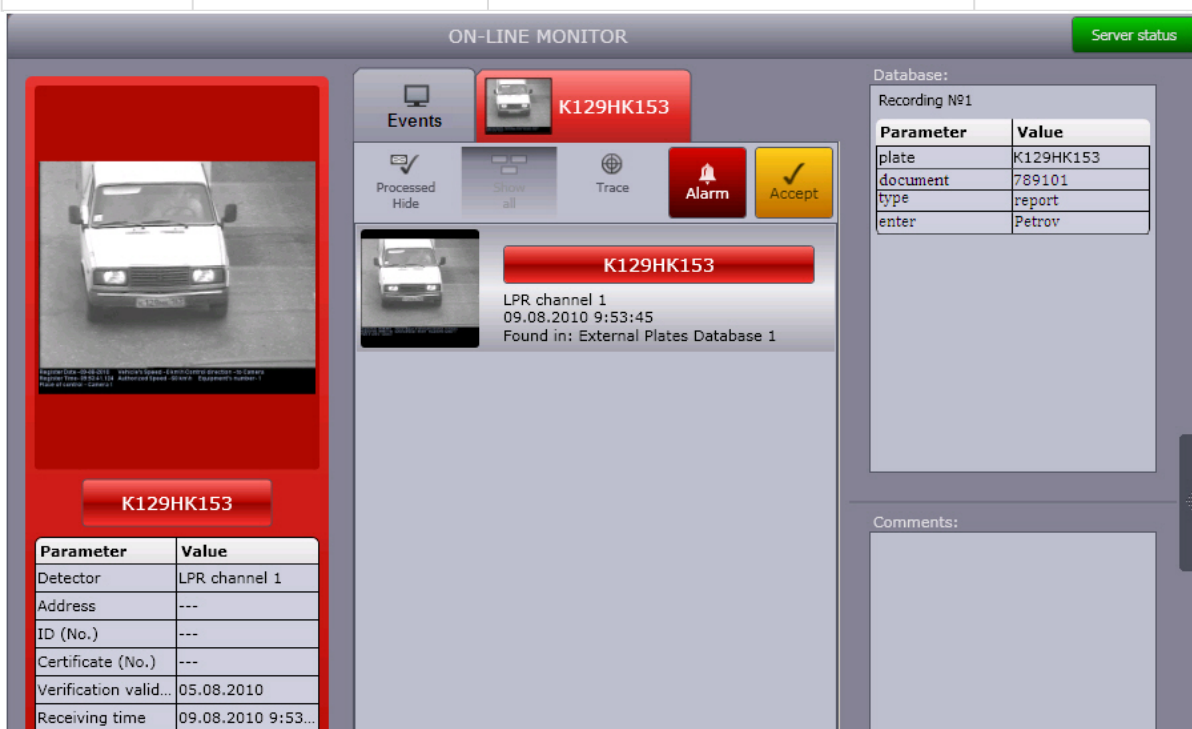 ON-LINE MONITOR
Server status
K129HK153
Parameter Value
Detector LPR channel 1
Address ---
ID (No.) ---
Certificate (No.) ---
Verification valid... 05.08.2010
Receiving time 09.08.2010 9:53...
Events
K129HK153
Processed
Hide
Show
all
Trace
Alarm
Accept
K129HK153
LPR channel 1
09.08.2010 9:53:45
Found in: External Plates Database 1
Database:
Recording №1
Parameter Value
plate K129HK153
document 789101
type report
enter Petrov
Comments: